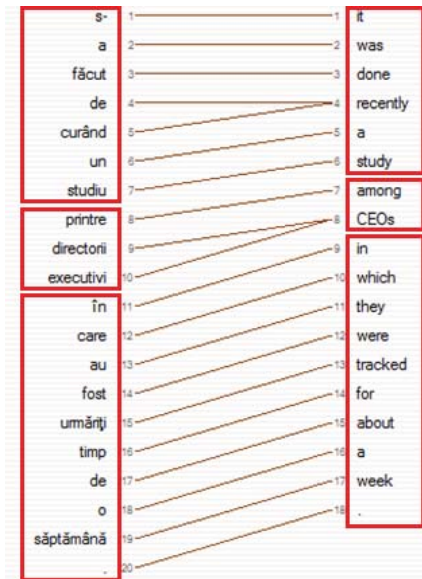 s- 1 1 it
a 2 2 was
făcut 3 3 done
de 4 4 recently
curând 5 5 a
un 6 6 study
studiu 7 7 among
printre 8 8 CEOs
directorii 9 9 in
executivi 10 10 which
în 11 11 they
care 12 12 were
au 13 13 tracked
fost 14 14 for
urmăriţi 15 15 about
timp 16 16 a
de 17 17 week
o 18 18 .
săptămână 19
. 20